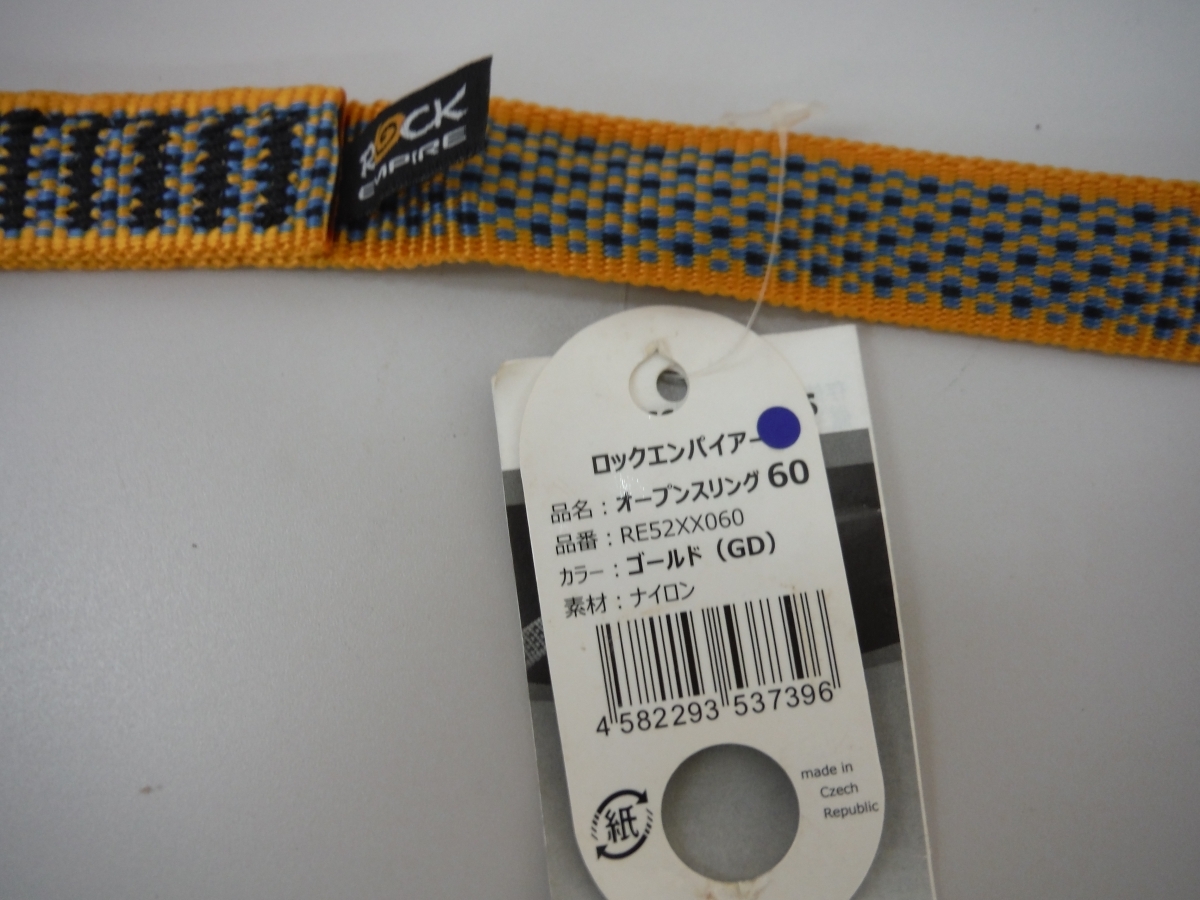 ROCK
EMPIRE
ロックエンパイアー
品名：オープンスリング 60
品番：RE52XX060
カラー：ゴールド（GD）
素材：ナイロン
4 582293 537396
紙
made in
Czech
Republic